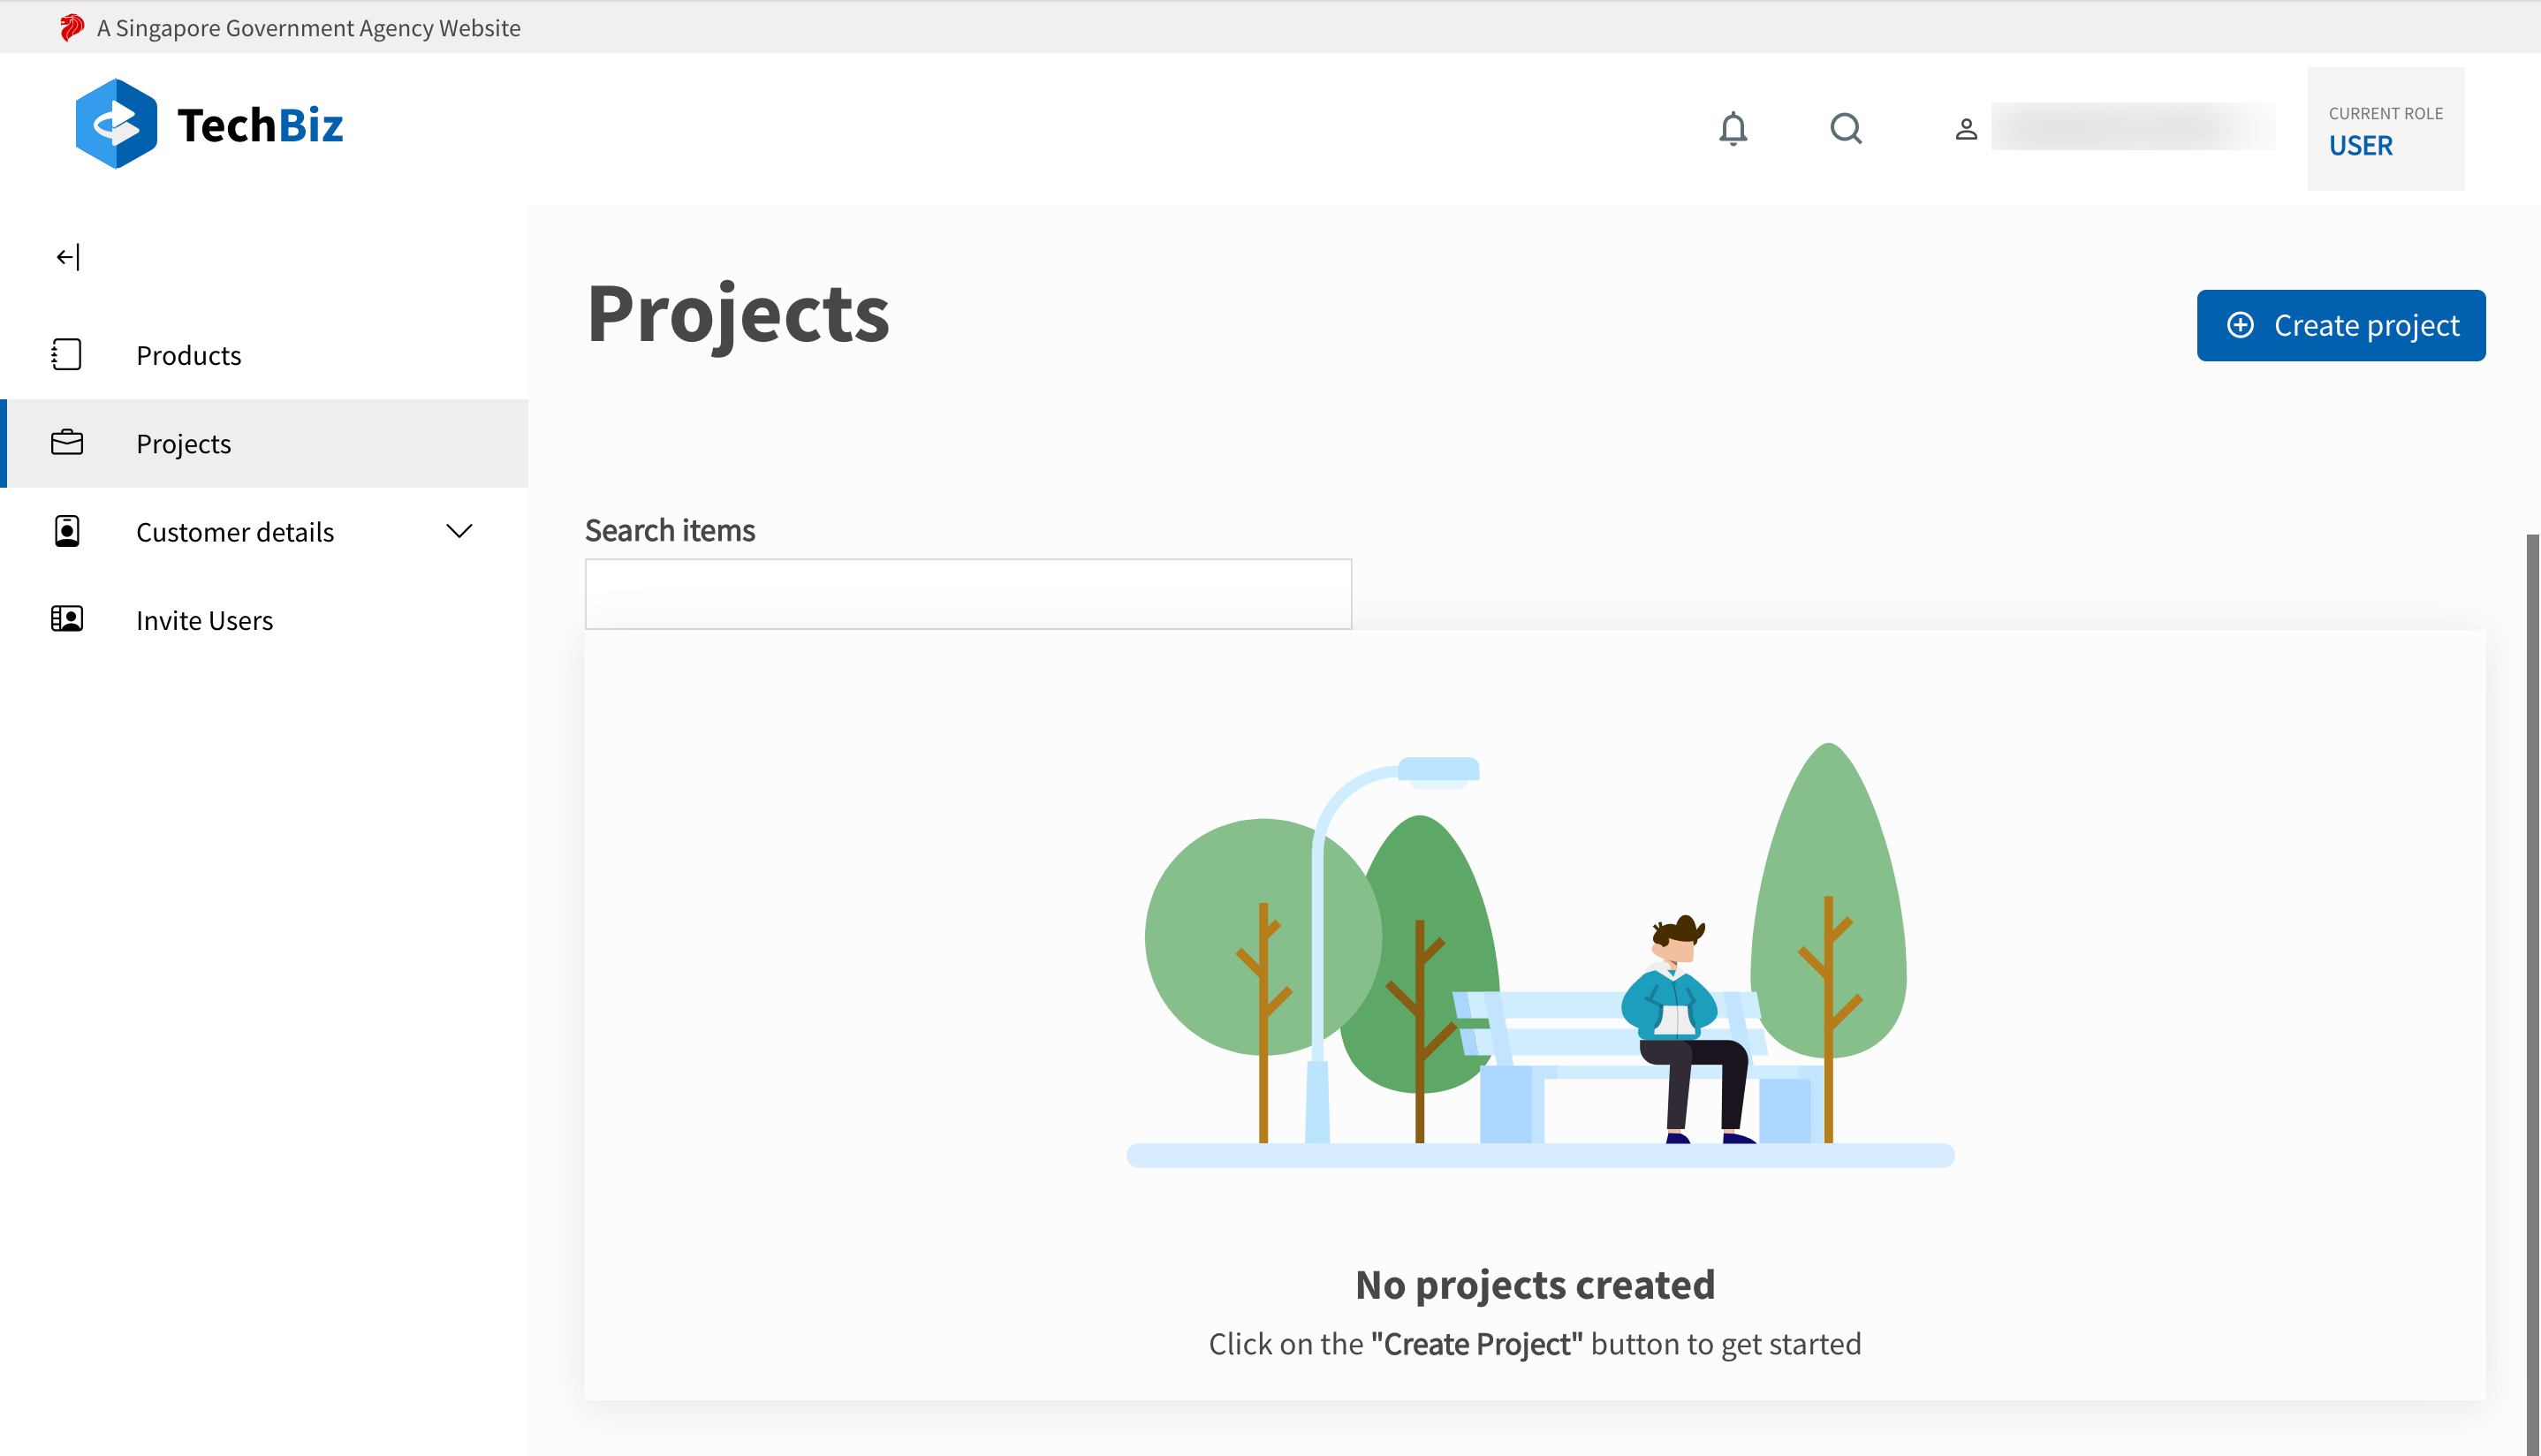 A Singapore Government Agency Website
TechBiz
CURRENT ROLE
USER
Products
Projects
Customer details
Invite Users
Projects
Create project
Search items
No projects created
Click on the "Create Project" button to get started